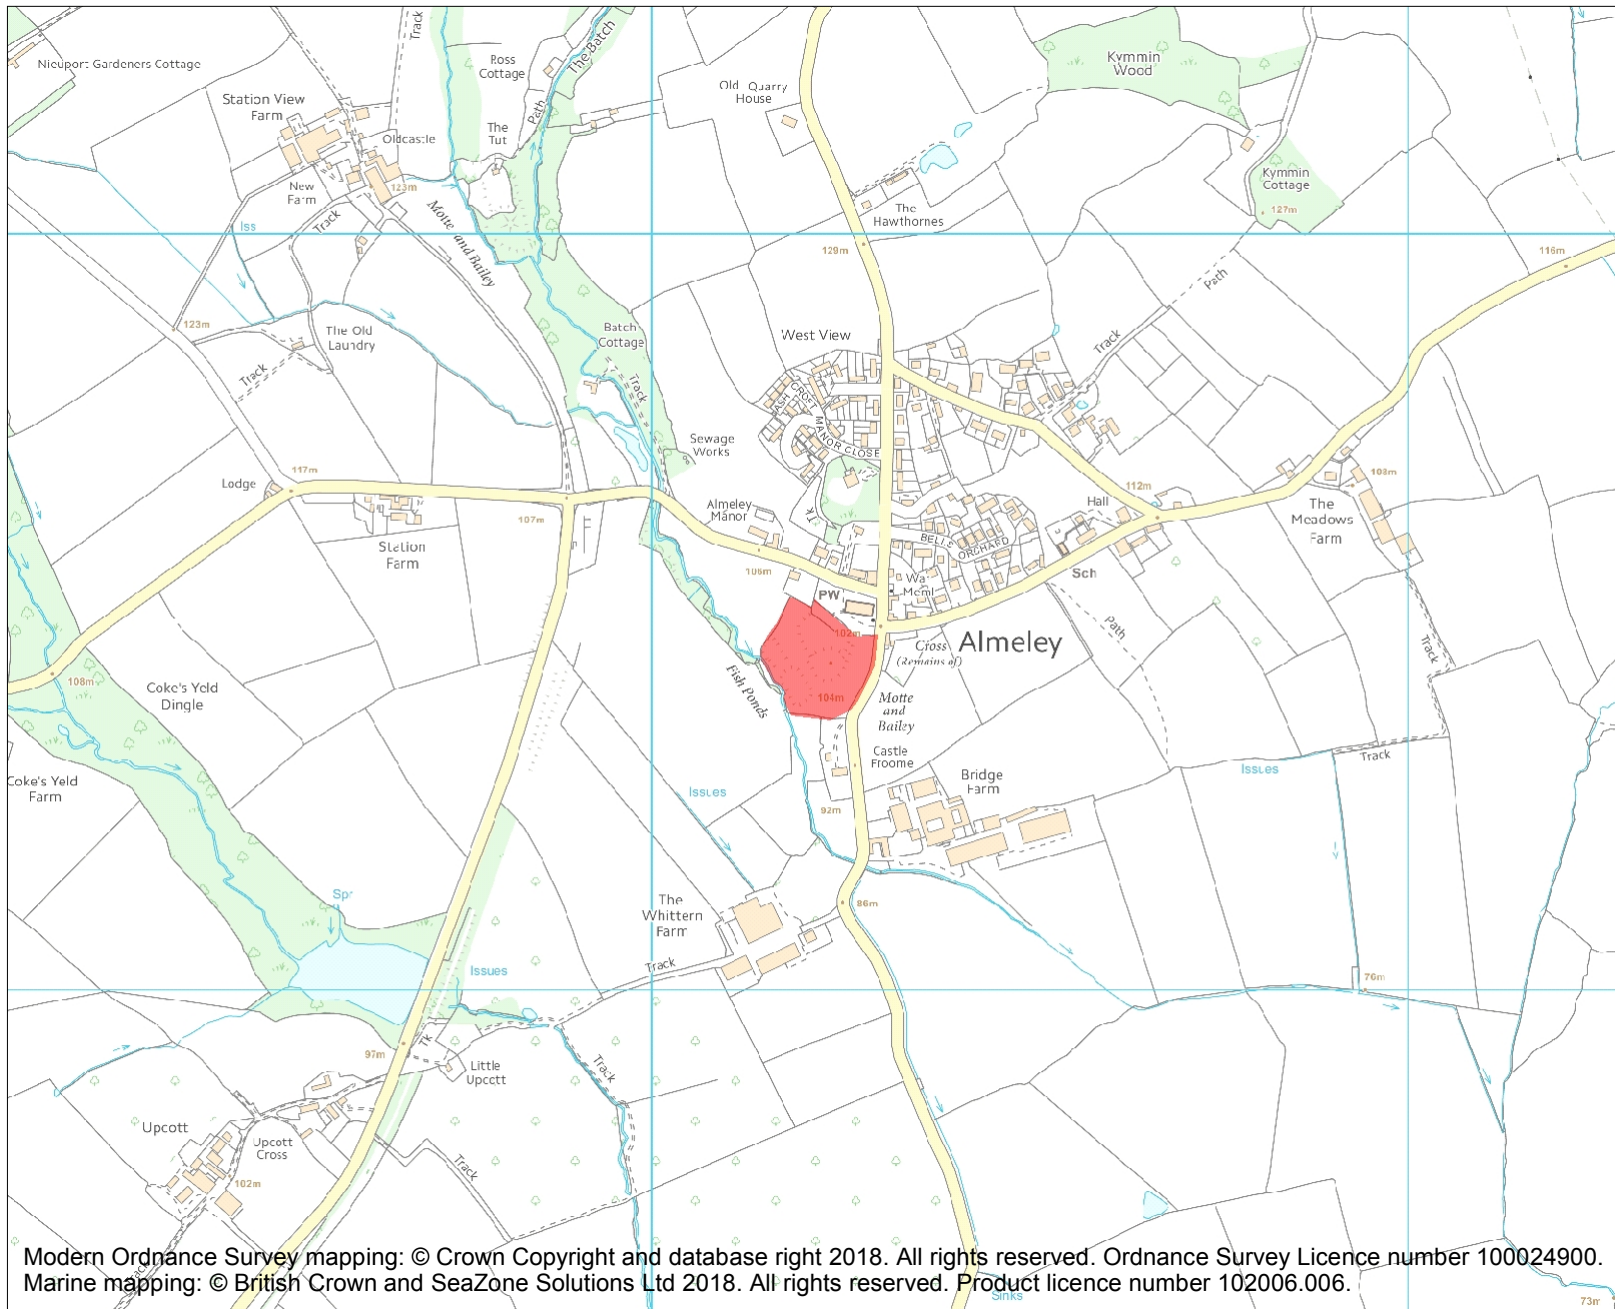 Track
The Batch
Nieuport Gardeners Cottage
Ross
Cottage
Kymmin
Wood
Station View
Farm
Path
Old Quarry
House
The
Tut
Oldcastle
New
Farm
123m
Kymmin
Cottage
127m
The
Hawthornes
Track
Iss
Motte and Bailey
129m
116m
Path
123m
The Old
Laundry
Batch
Cottage
West View
Track
Track
Track
ASH CROFT
MANOR CLOSE
Sewage
Works
117m
Lodge
112m
108m
Hall
Almeley
Manor
Tk
107m
The
Meadows
Farm
BELLS ORCHARD
Station
Farm
106m
Sch
War
Meml
PW
102m
Path
Cross
(Remains of)
Almeley
Track
108m
Coke's Yeld
Dingle
Fish Ponds
104m
Motte
and
Bailey
Castle
Froome
Track
Issues
Coke's Yeld
Farm
Bridge
Farm
Issues
92m
Spr
The
Whittern
Farm
86m
Track
Issues
76m
97m
Tk
Little
Upcott
Track
Upcott
Upcott
Cross
Track
102m
Modern Ordnance Survey mapping: © Crown Copyright and database right 2018. All rights reserved. Ordnance Survey Licence number 100024900.
Track
Marine mapping: © British Crown and SeaZone Solutions Ltd 2018. All rights reserved. Product licence number 102006.006.
Sinks
73m